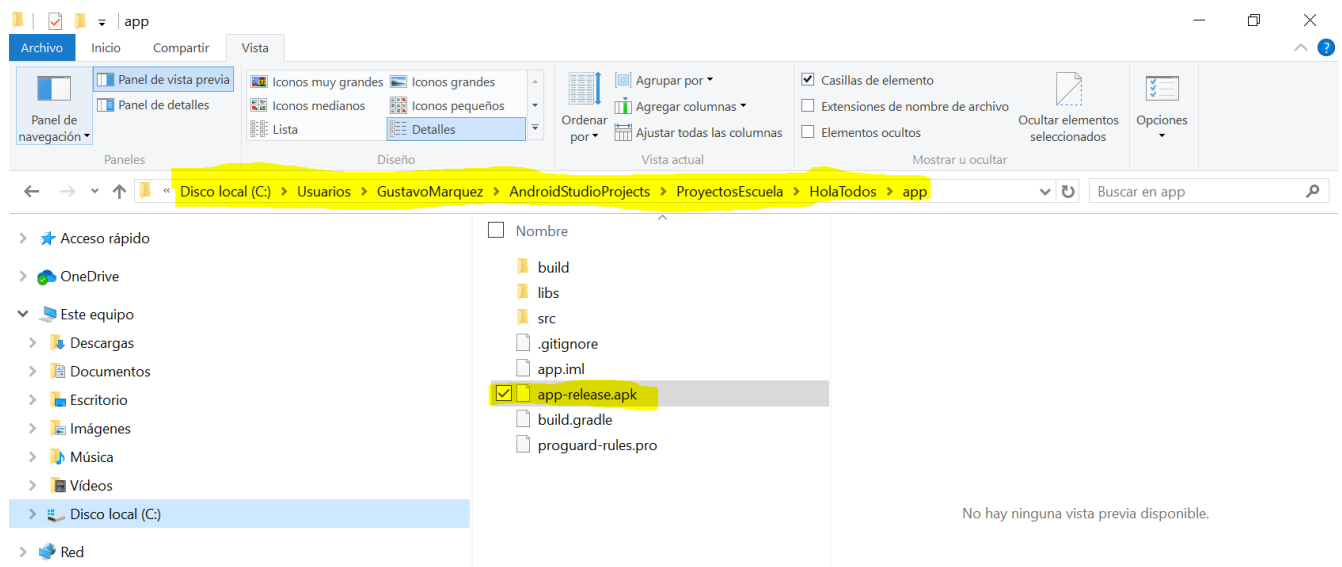 app
Archivo Inicio Compartir Vista
Panel de navegación
Panel de vista previa
Panel de detalles
Paneles
Iconos muy grandes Iconos grandes
Iconos medianos Iconos pequeños
Lista Detalles
Diseño
Ordenar por
Agrupar por
Agregar columnas
Ajustar todas las columnas
Vista actual
Casillas de elemento
Extensiones de nombre de archivo
Elementos ocultos
Ocultar elementos seleccionados
Mostrar u ocultar
Opciones
« Disco local (C:) > Usuarios > GustavoMarquez > AndroidStudioProjects > ProyectosEscuela > HolaTodos > app
Buscar en app
Acceso rápido
OneDrive
Este equipo
Descargas
Documentos
Escritorio
Imágenes
Música
Vídeos
Disco local (C:)
Red
Nombre
build
libs
src
.gitignore
app.iml
app-release.apk
build.gradle
proguard-rules.pro
No hay ninguna vista previa disponible.